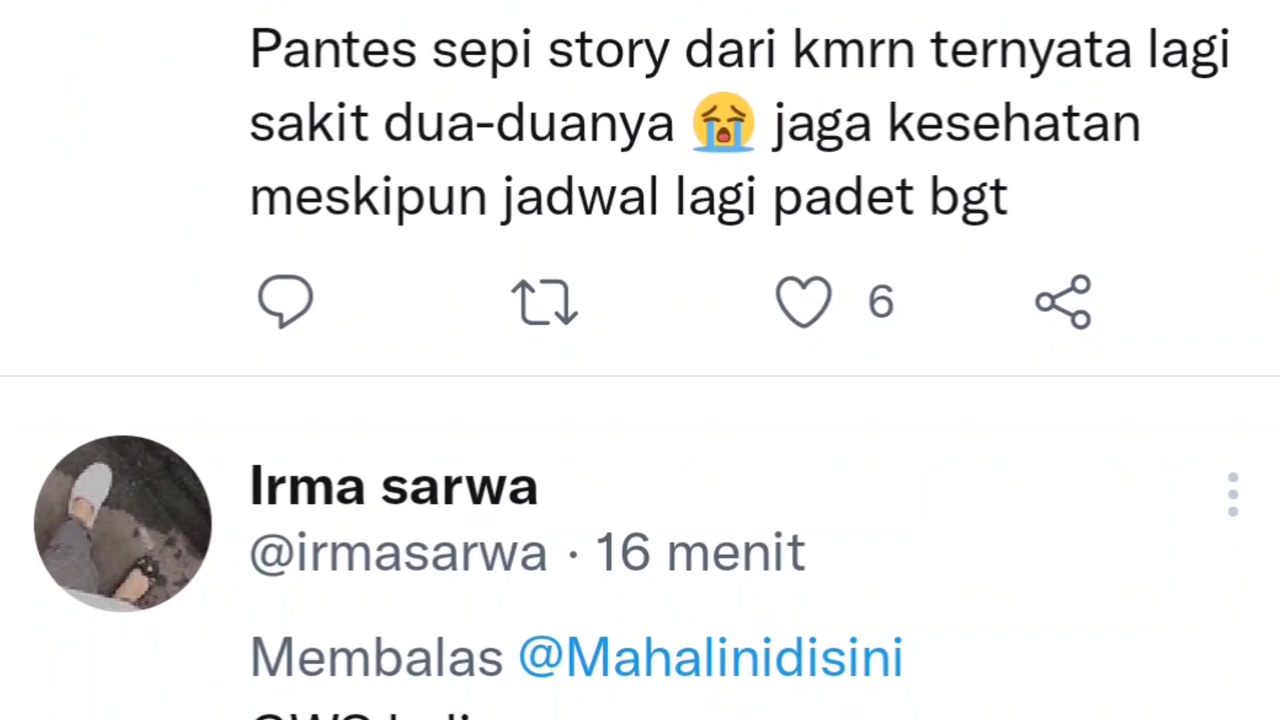 Pantes sepi story dari kmrn ternyata lagi
sakit dua-duanya 😭 jaga kesehatan
meskipun jadwal lagi padet bgt
6
Irma sarwa
@irmasarwa · 16 menit
Membalas @Mahalinidisini